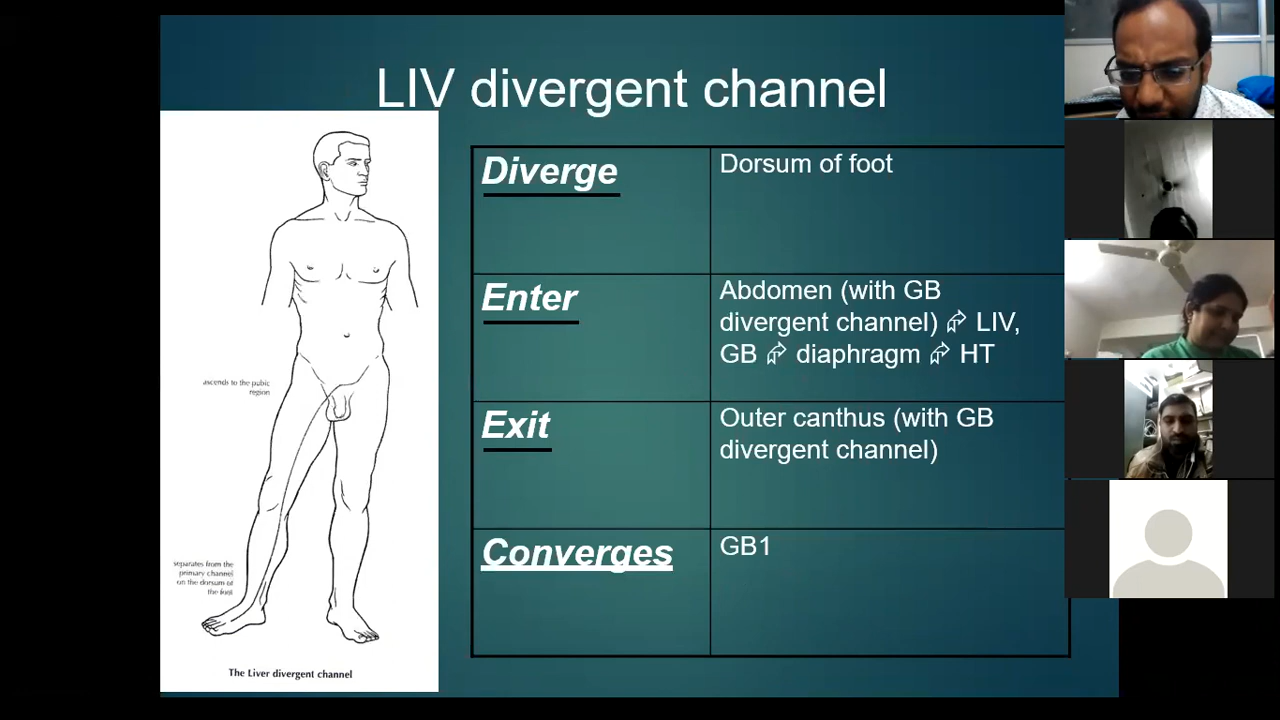 LIV divergent channel
Diverge
Dorsum of foot
Enter
Abdomen (with GB
divergent channel) ⮳ LIV,
GB ⮳ diaphragm ⮳ HT
Exit
Outer canthus (with GB
divergent channel)
Converges
GB1
ascends to the pubic
region
separates from the
primary channel
on the dorsum of
the foot
The Liver divergent channel